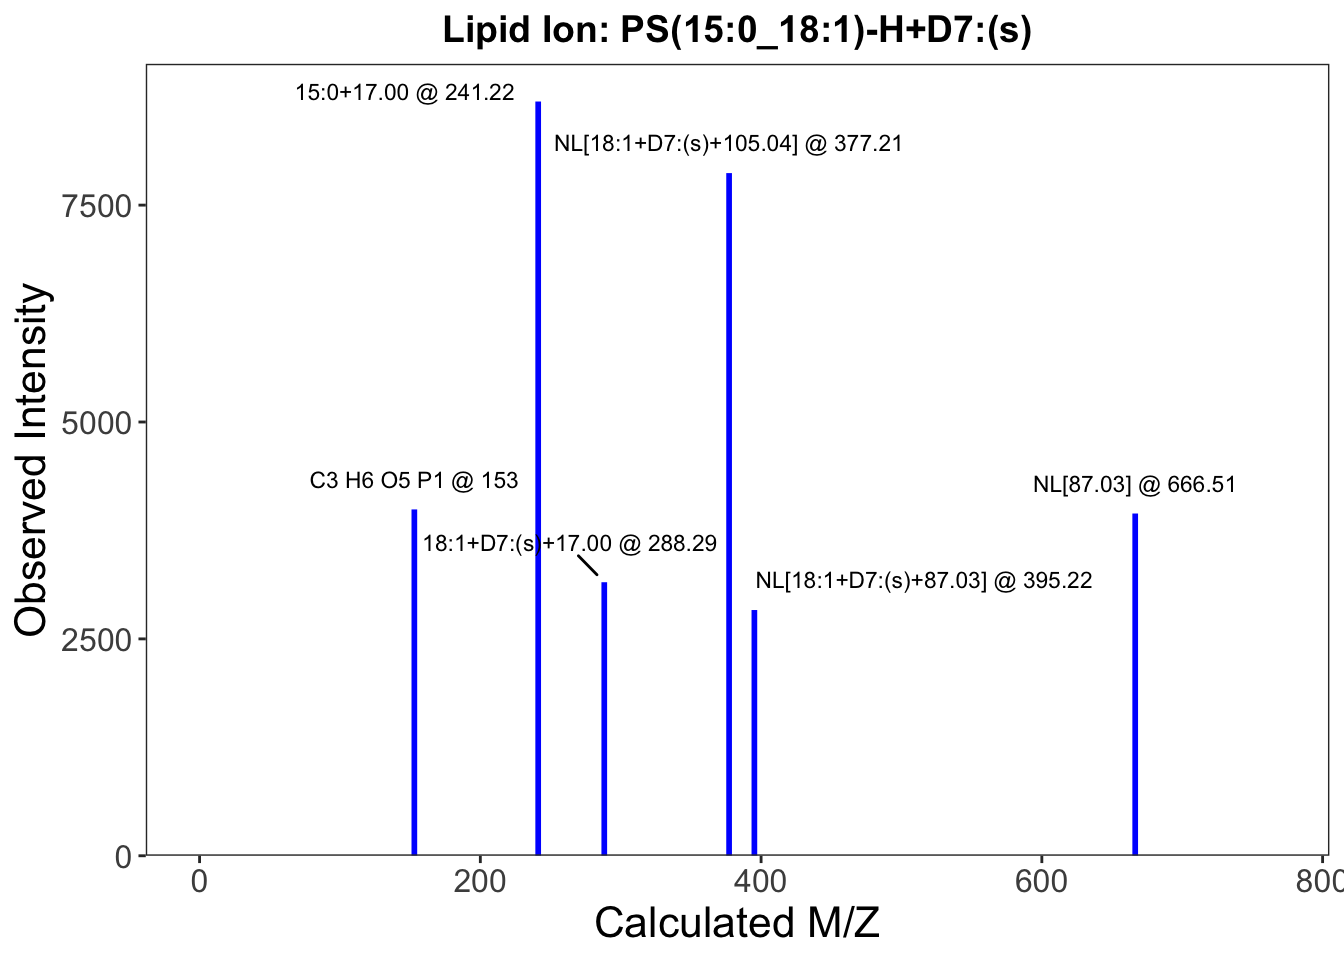 Lipid Ion: PS(15:0_18:1)-H+D7:(s)
15:0+17.00 @ 241.22
NL[18:1+D7:(s)+105.04] @ 377.21
7500
5000
C3 H6 O5 P1 @ 153
NL[87.03] @ 666.51
18:1+D7:(s)+17.00 @ 288.29
NL[18:1+D7:(s)+87.03] @ 395.22
2500
0
Observed Intensity
0 200 400 600 800
Calculated M/Z